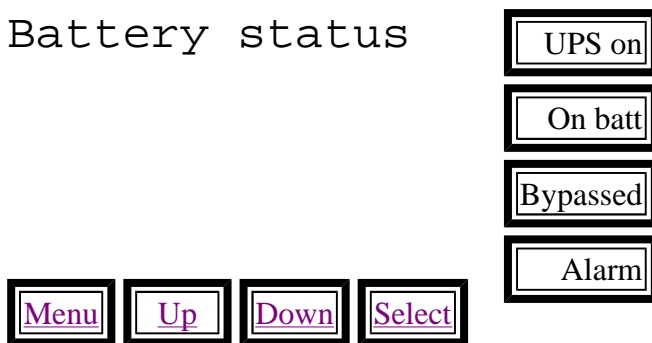 Battery status
UPS on
On batt
Bypassed
Alarm
Menu Up Down Select